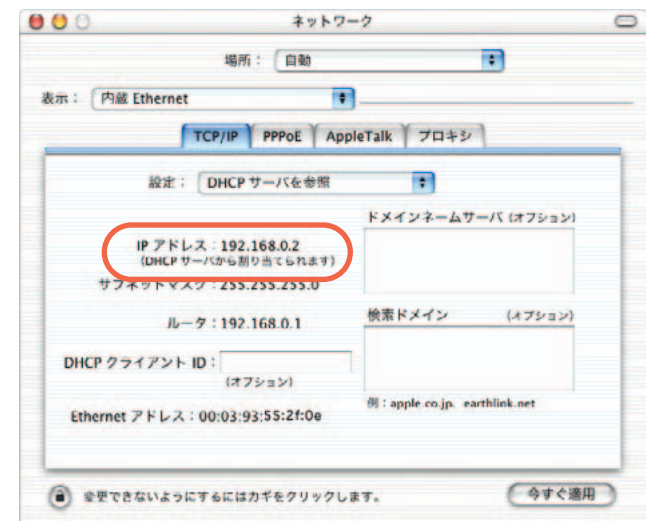 ネットワーク
場所： 自動
表示： 内蔵 Ethernet
TCP/IP PPPoE AppleTalk プロキシ
設定： DHCP サーバを参照
ドメインネームサーバ (オプション)
IP アドレス：192.168.0.2
(DHCP サーバから割り当てられます)
サブネットマスク：255.255.255.0
ルータ：192.168.0.1
検索ドメイン (オプション)
DHCP クライアント ID：
(オプション)
例：apple.co.jp、earthlink.net
Ethernet アドレス：00:03:93:55:2f:0e
変更できないようにするにはカギをクリックします。
今すぐ適用